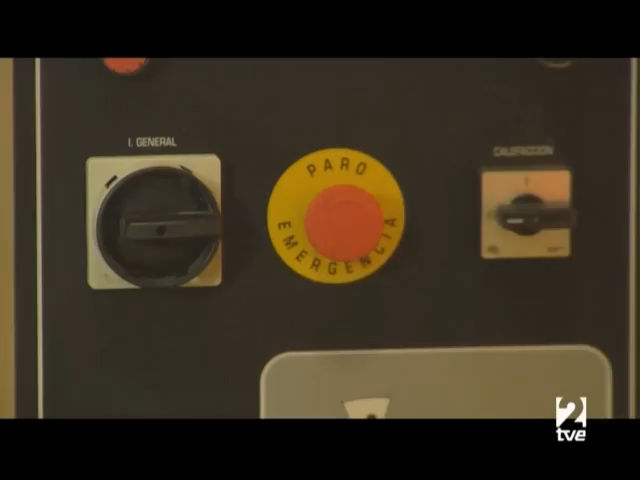 I. GENERAL
PARO
EMERGENCIA
CALEFACCION
2
tve